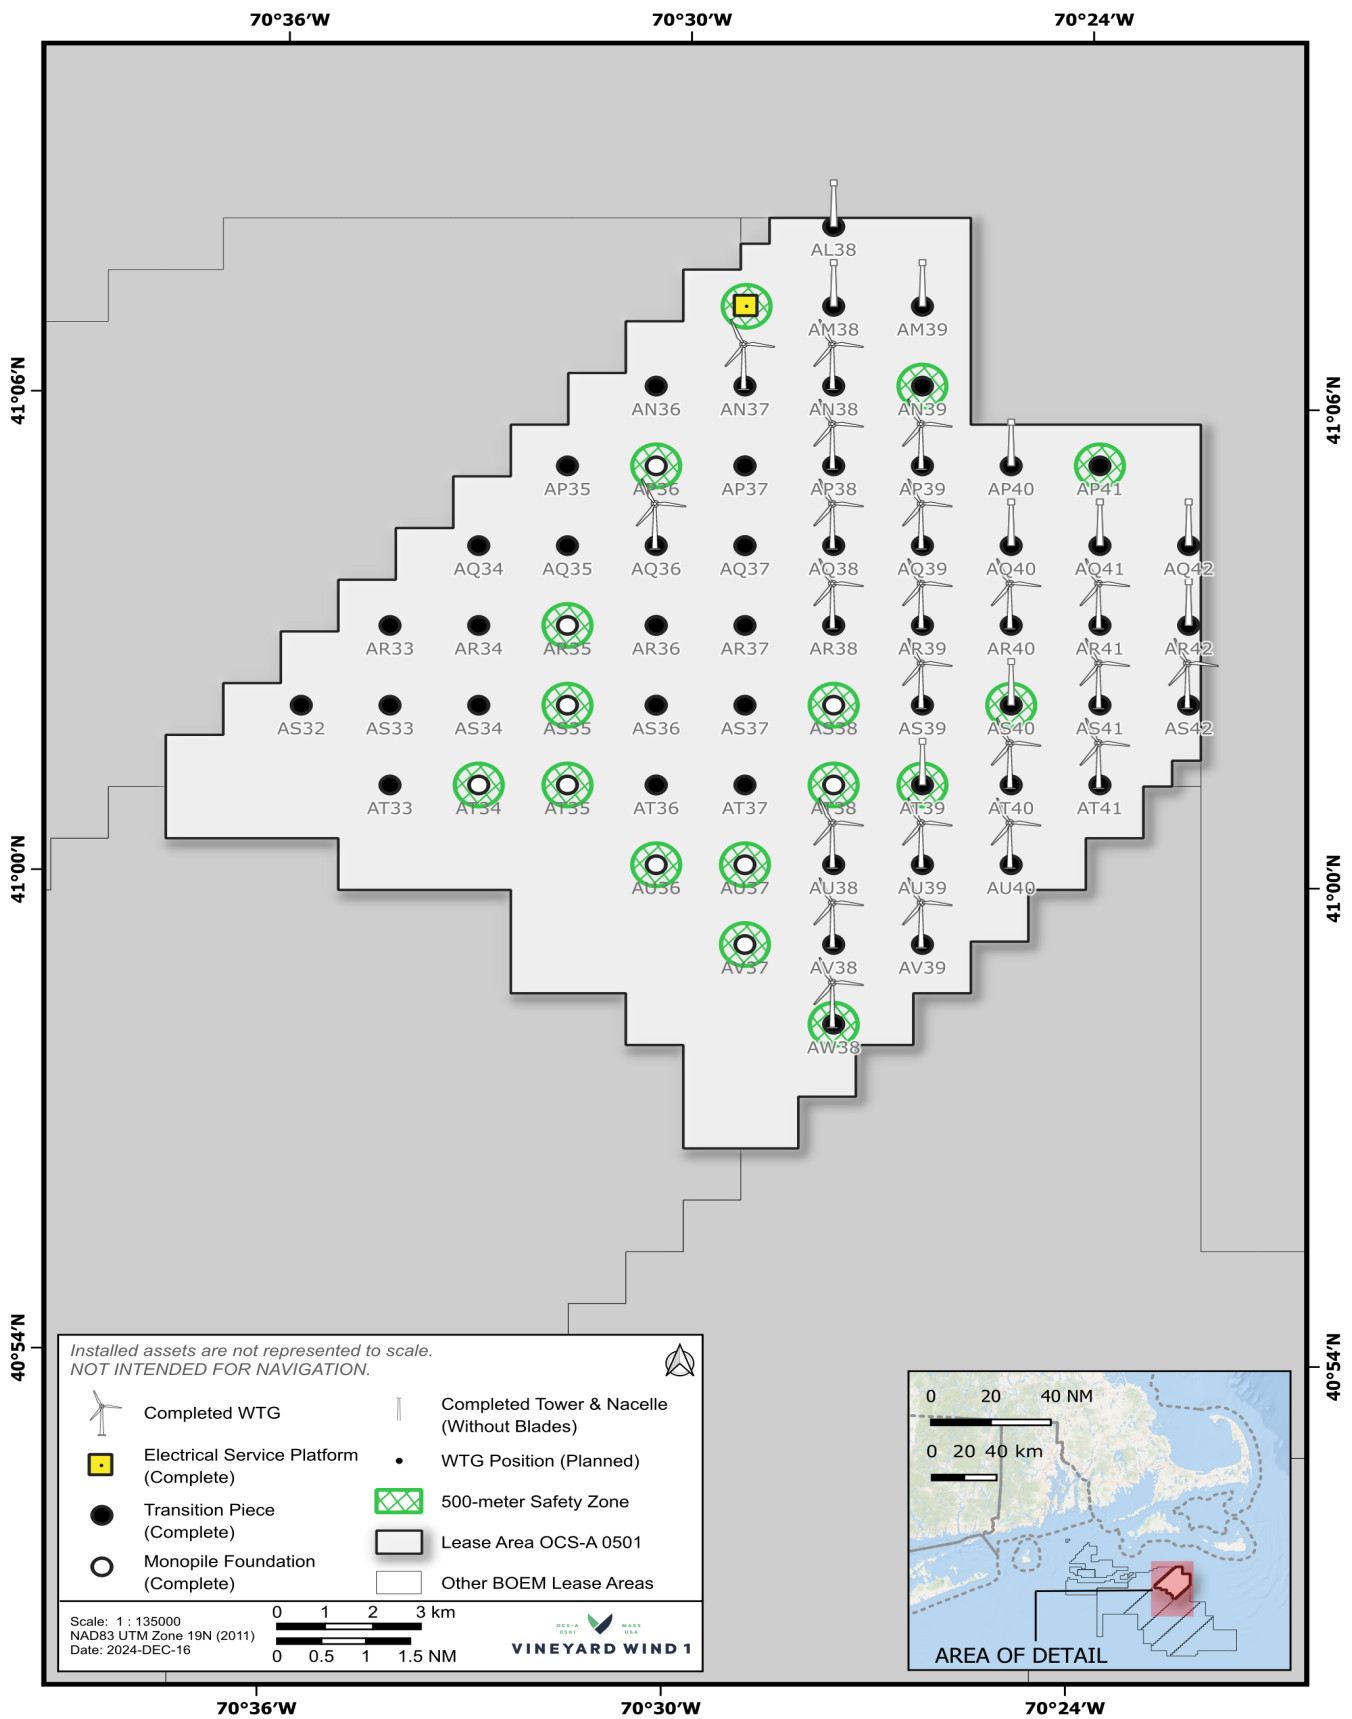 70°36'W 70°30'W 70°24'W
AL38
AM38 AM39
41°06'N
41°06'N
AN36 AN37 AN38 AN39
AP35 AP36 AP37 AP38 AP39 AP40 AP41
AQ34 AQ35 AQ36 AQ37 AQ38 AQ39 AQ40 AQ41 AQ42
AR33 AR34 AR35 AR36 AR37 AR38 AR39 AR40 AR41 AR42
AS32 AS33 AS34 AS35 AS36 AS37 AS38 AS39 AS40 AS41 AS42
AT33 AT34 AT35 AT36 AT37 AT38 AT39 AT40 AT41
41°00'N
41°00'N
AU36 AU37 AU38 AU39 AU40
AV37 AV38 AV39
AW38
40°54'N
40°54'N
Installed assets are not represented to scale.
NOT INTENDED FOR NAVIGATION.
Completed WTG
Electrical Service Platform
(Complete)
Transition Piece
(Complete)
Monopile Foundation
(Complete)
Completed Tower & Nacelle
(Without Blades)
WTG Position (Planned)
500-meter Safety Zone
Lease Area OCS-A 0501
Other BOEM Lease Areas
Scale: 1 : 135000
NAD83 UTM Zone 19N (2011)
Date: 2024-DEC-16
0 1 2 3 km
0 0.5 1 1.5 NM
OCS-A MASS
0501 USA
VINEYARD WIND 1
0 20 40 NM
0 20 40 km
AREA OF DETAIL
70°36'W 70°30'W 70°24'W